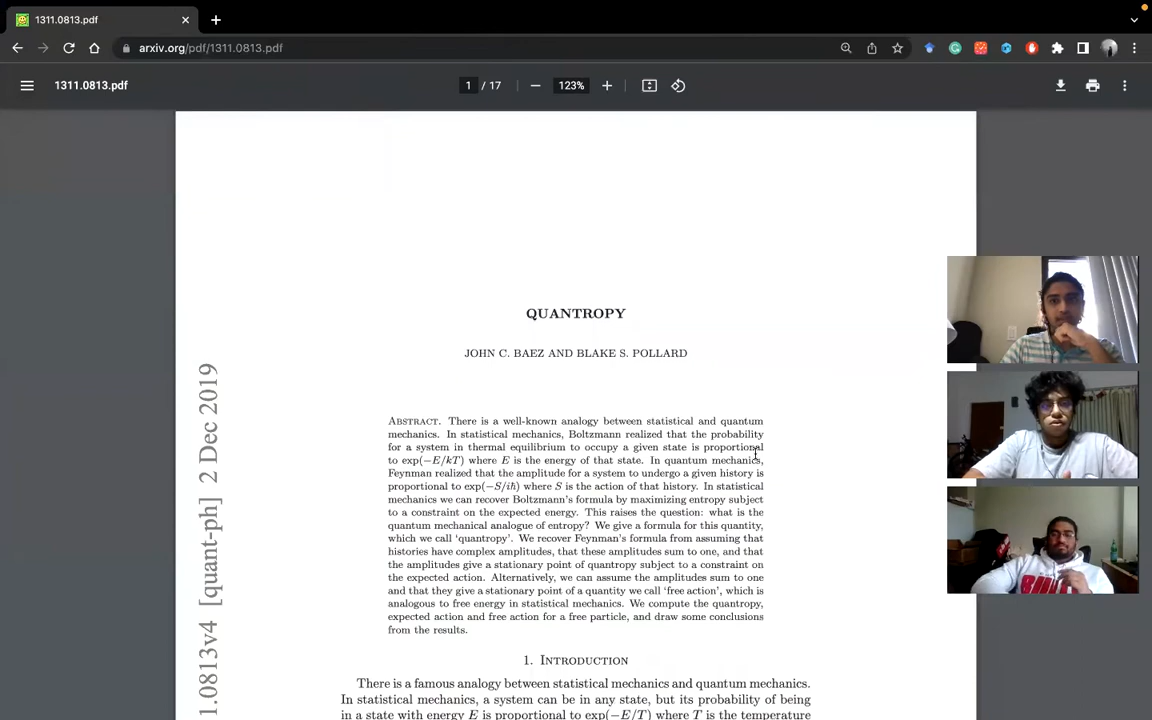 1311.0813.pdf
arxiv.org/pdf/1311.0813.pdf
1311.0813.pdf
1 / 17
123%
QUANTROPY
JOHN C. BAEZ AND BLAKE S. POLLARD
ABSTRACT. There is a well-known analogy between statistical and quantum
mechanics. In statistical mechanics, Boltzmann realized that the probability
for a system in thermal equilibrium to occupy a given state is proportional
to exp(−E/kT) where E is the energy of that state. In quantum mechanics,
Feynman realized that the amplitude for a system to undergo a given history is
proportional to exp(−S/iħ) where S is the action of that history. In statistical
mechanics we can recover Boltzmann's formula by maximizing entropy subject
to a constraint on the expected energy. This raises the question: what is the
quantum mechanical analogue of entropy? We give a formula for this quantity,
which we call 'quantropy'. We recover Feynman's formula from assuming that
histories have complex amplitudes, that these amplitudes sum to one, and that
the amplitudes give a stationary point of quantropy subject to a constraint on
the expected action. Alternatively, we can assume the amplitudes sum to one
and that they give a stationary point of a quantity we call 'free action', which is
analogous to free energy in statistical mechanics. We compute the quantropy,
expected action and free action for a free particle, and draw some conclusions
from the results.
1. INTRODUCTION
There is a famous analogy between statistical mechanics and quantum mechanics.
In statistical mechanics, a system can be in any state, but its probability of being
in a state with energy E is proportional to exp(−E/T) where T is the temperature
1.0813v4 [quant-ph] 2 Dec 2019